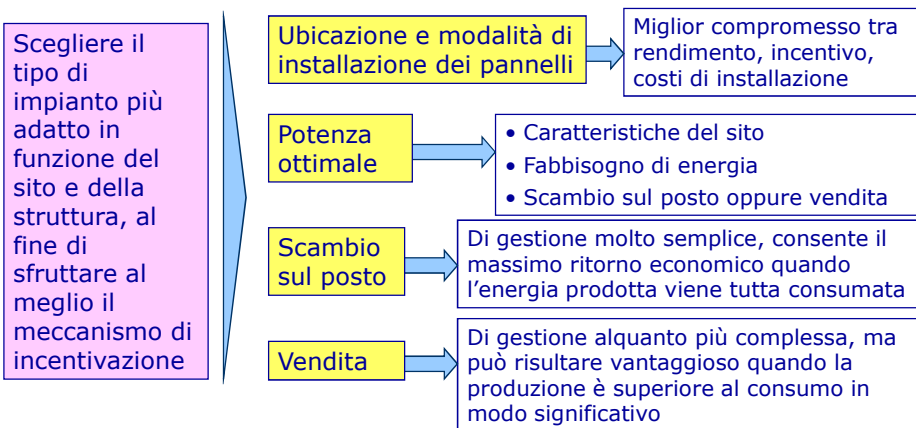 Scegliere il
tipo di
impianto più
adatto in
funzione del
sito e della
struttura, al
fine di
sfruttare al
meglio il
meccanismo di
incentivazione
Ubicazione e modalità di
installazione dei pannelli
Miglior compromesso tra
rendimento, incentivo,
costi di installazione
Potenza
ottimale
• Caratteristiche del sito
• Fabbisogno di energia
• Scambio sul posto oppure vendita
Scambio
sul posto
Di gestione molto semplice, consente il
massimo ritorno economico quando
l'energia prodotta viene tutta consumata
Vendita
Di gestione alquanto più complessa, ma
può risultare vantaggioso quando la
produzione è superiore al consumo in
modo significativo